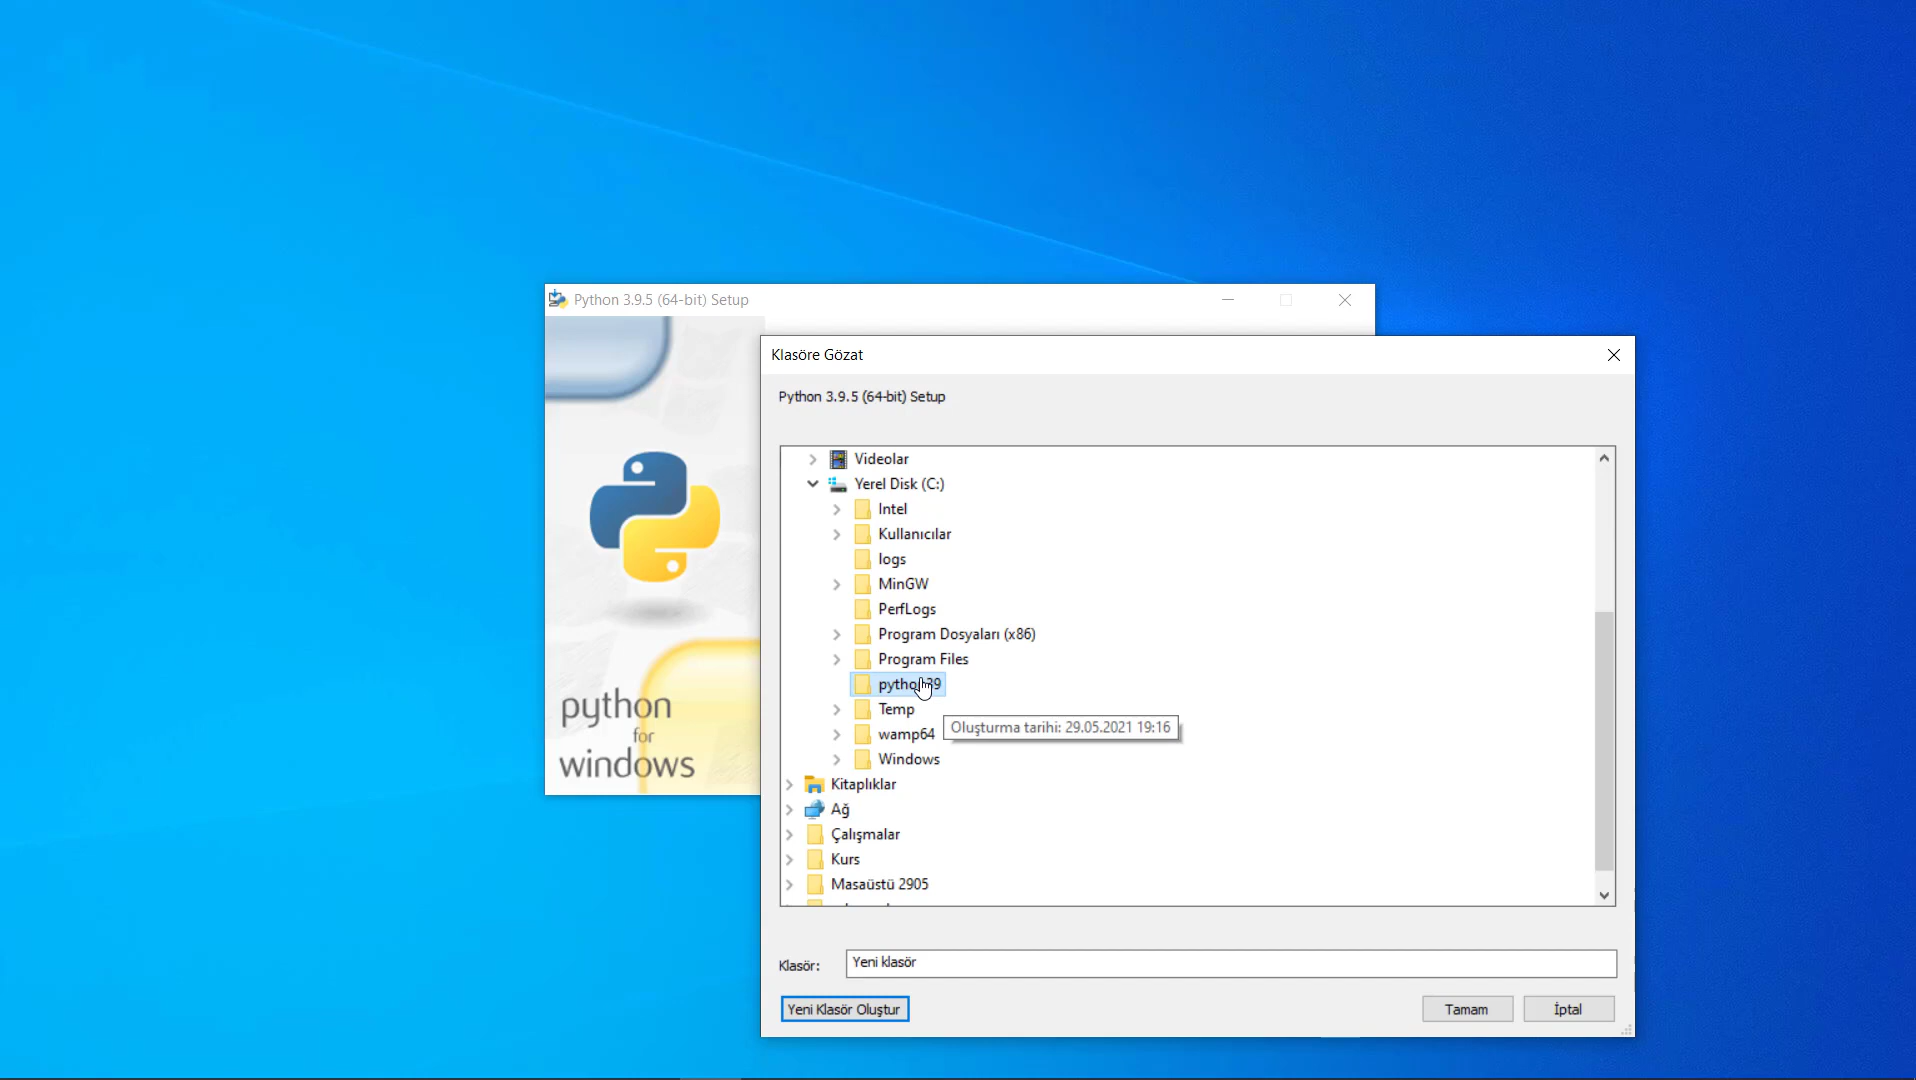 Python 3.9.5 (64-bit) Setup
Klasöre Gözat
Python 3.9.5 (64-bit) Setup
Videolar
Yerel Disk (C:)
Intel
Kullanıcılar
logs
MinGW
PerfLogs
Program Dosyaları (x86)
Program Files
python39
Temp
Oluşturma tarihi: 29.05.2021 19:16
wamp64
Windows
Kitaplıklar
Ağ
Çalışmalar
Kurs
Masaüstü 2905
python
for
windows
Klasör:
Yeni klasör
Yeni Klasör Oluştur
Tamam
İptal